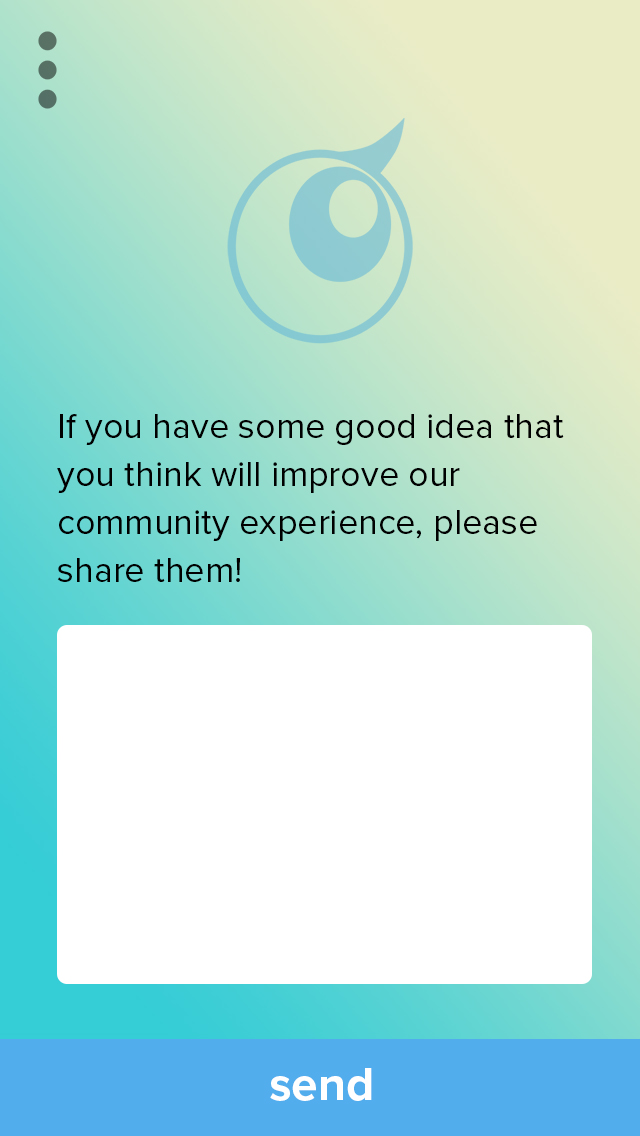 If you have some good idea that
you think will improve our
community experience, please
share them!
send